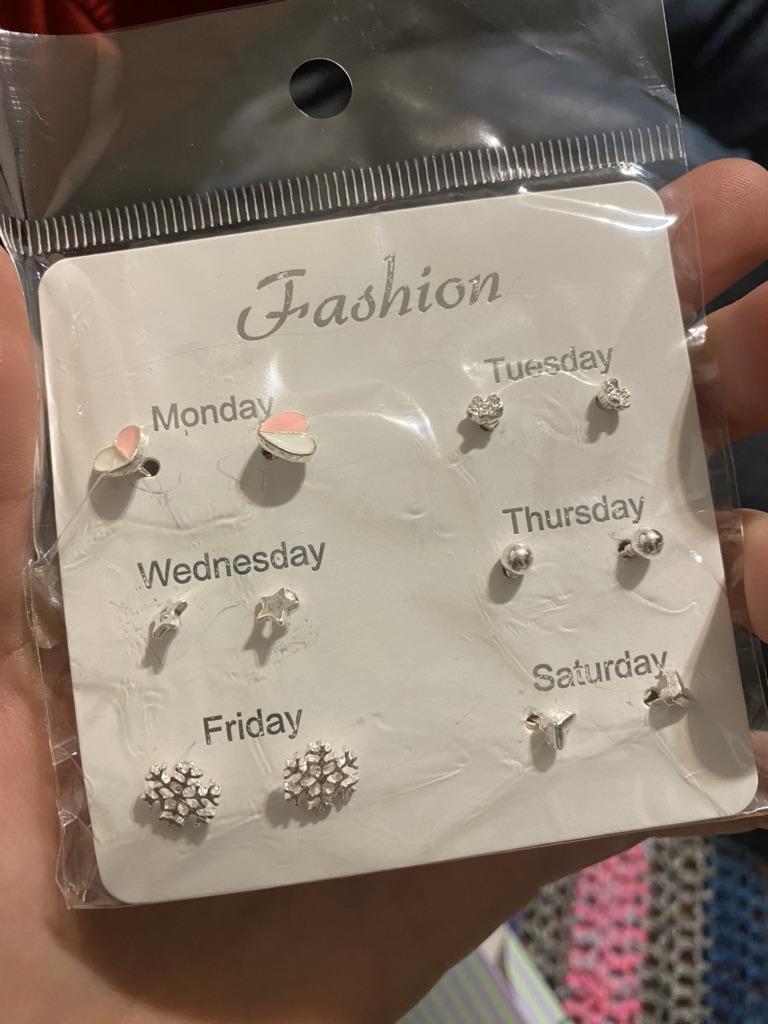 Fashion
Monday
Tuesday
Wednesday
Thursday
Friday
Saturday